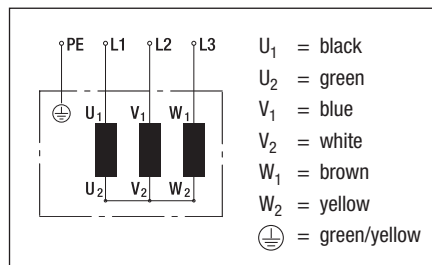 PE L1 L2 L3
U₁ V₁ W₁
U₂ V₂ W₂
U₁ = black
U₂ = green
V₁ = blue
V₂ = white
W₁ = brown
W₂ = yellow
= green/yellow